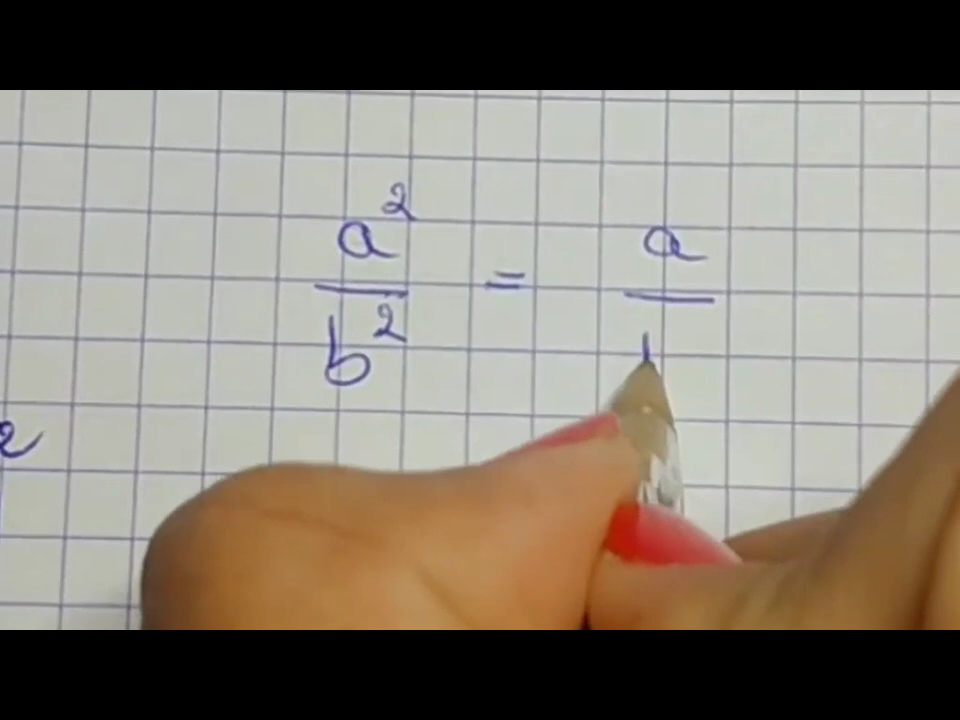 a² / b² = a /